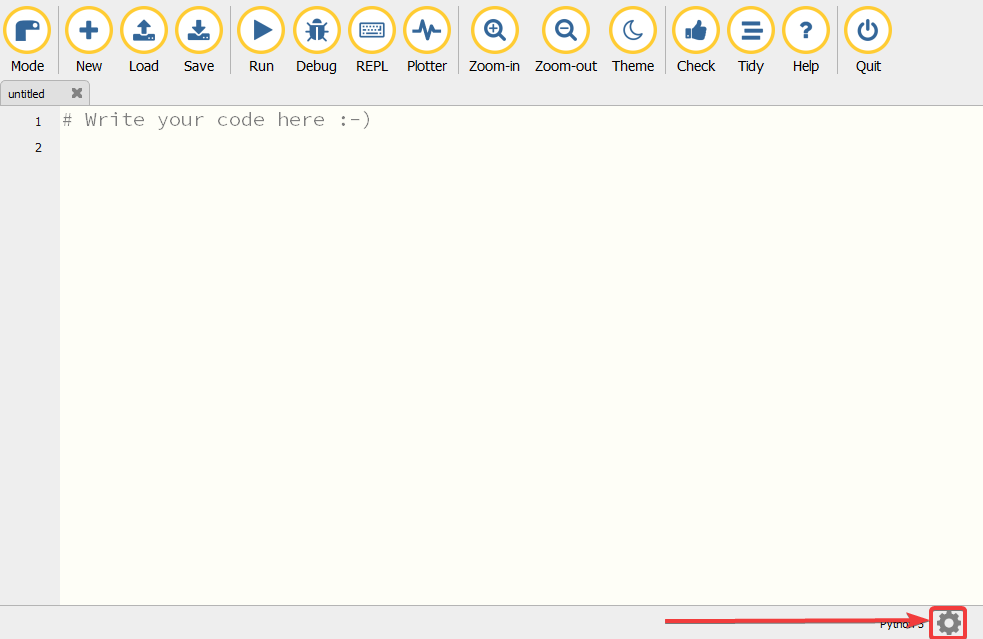 Mode New Load Save Run Debug REPL Plotter Zoom-in Zoom-out Theme Check Tidy Help Quit
untitled
1 # Write your code here :-)
2
Python 3